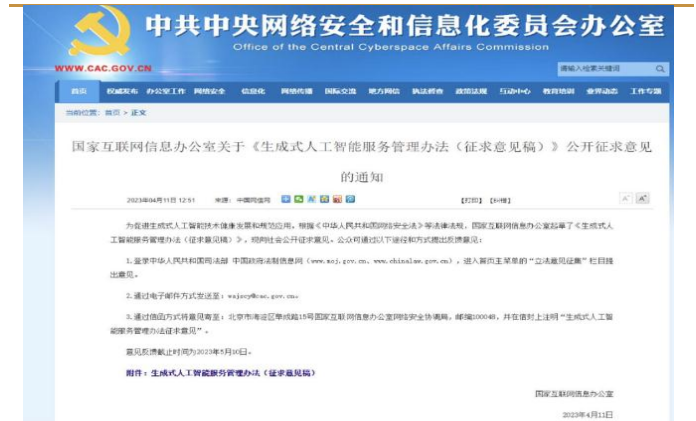 中共中央网络安全和信息化委员会办公室
Office of the Central Cyberspace Affairs Commission
WWW.CAC.GOV.CN
请输入检索关键词
首页 权威发布 办公室工作 网络安全 信息化 网络传播 国际交流 地方网信 执法督查 政策法规 互动中心 教育培训 业界动态 工作专题
当前位置: 首页 > 正文
国家互联网信息办公室关于《生成式人工智能服务管理办法（征求意见稿）》公开征求意见
的通知
2023年04月11日 12:51 来源: 中国网信网 【打印】 【纠错】
为促进生成式人工智能技术健康发展和规范应用，根据《中华人民共和国网络安全法》等法律法规，国家互联网信息办公室起草了《生成式人
工智能服务管理办法（征求意见稿）》，现向社会公开征求意见。公众可通过以下途径和方式提出反馈意见：
1.登录中华人民共和国司法部 中国政府法制信息网（www.moj.gov.cn、www.chinalaw.gov.cn），进入首页主菜单的“立法意见征集”栏目提
出意见。
2.通过电子邮件方式发送至：wajscy@cac.gov.cn。
3.通过信函方式将意见寄至：北京市海淀区阜成路15号国家互联网信息办公室网络安全协调局，邮编100048，并在信封上注明“生成式人工智
能服务管理办法征求意见”。
意见反馈截止时间为2023年5月10日。
附件：生成式人工智能服务管理办法（征求意见稿）
国家互联网信息办公室
2023年4月11日